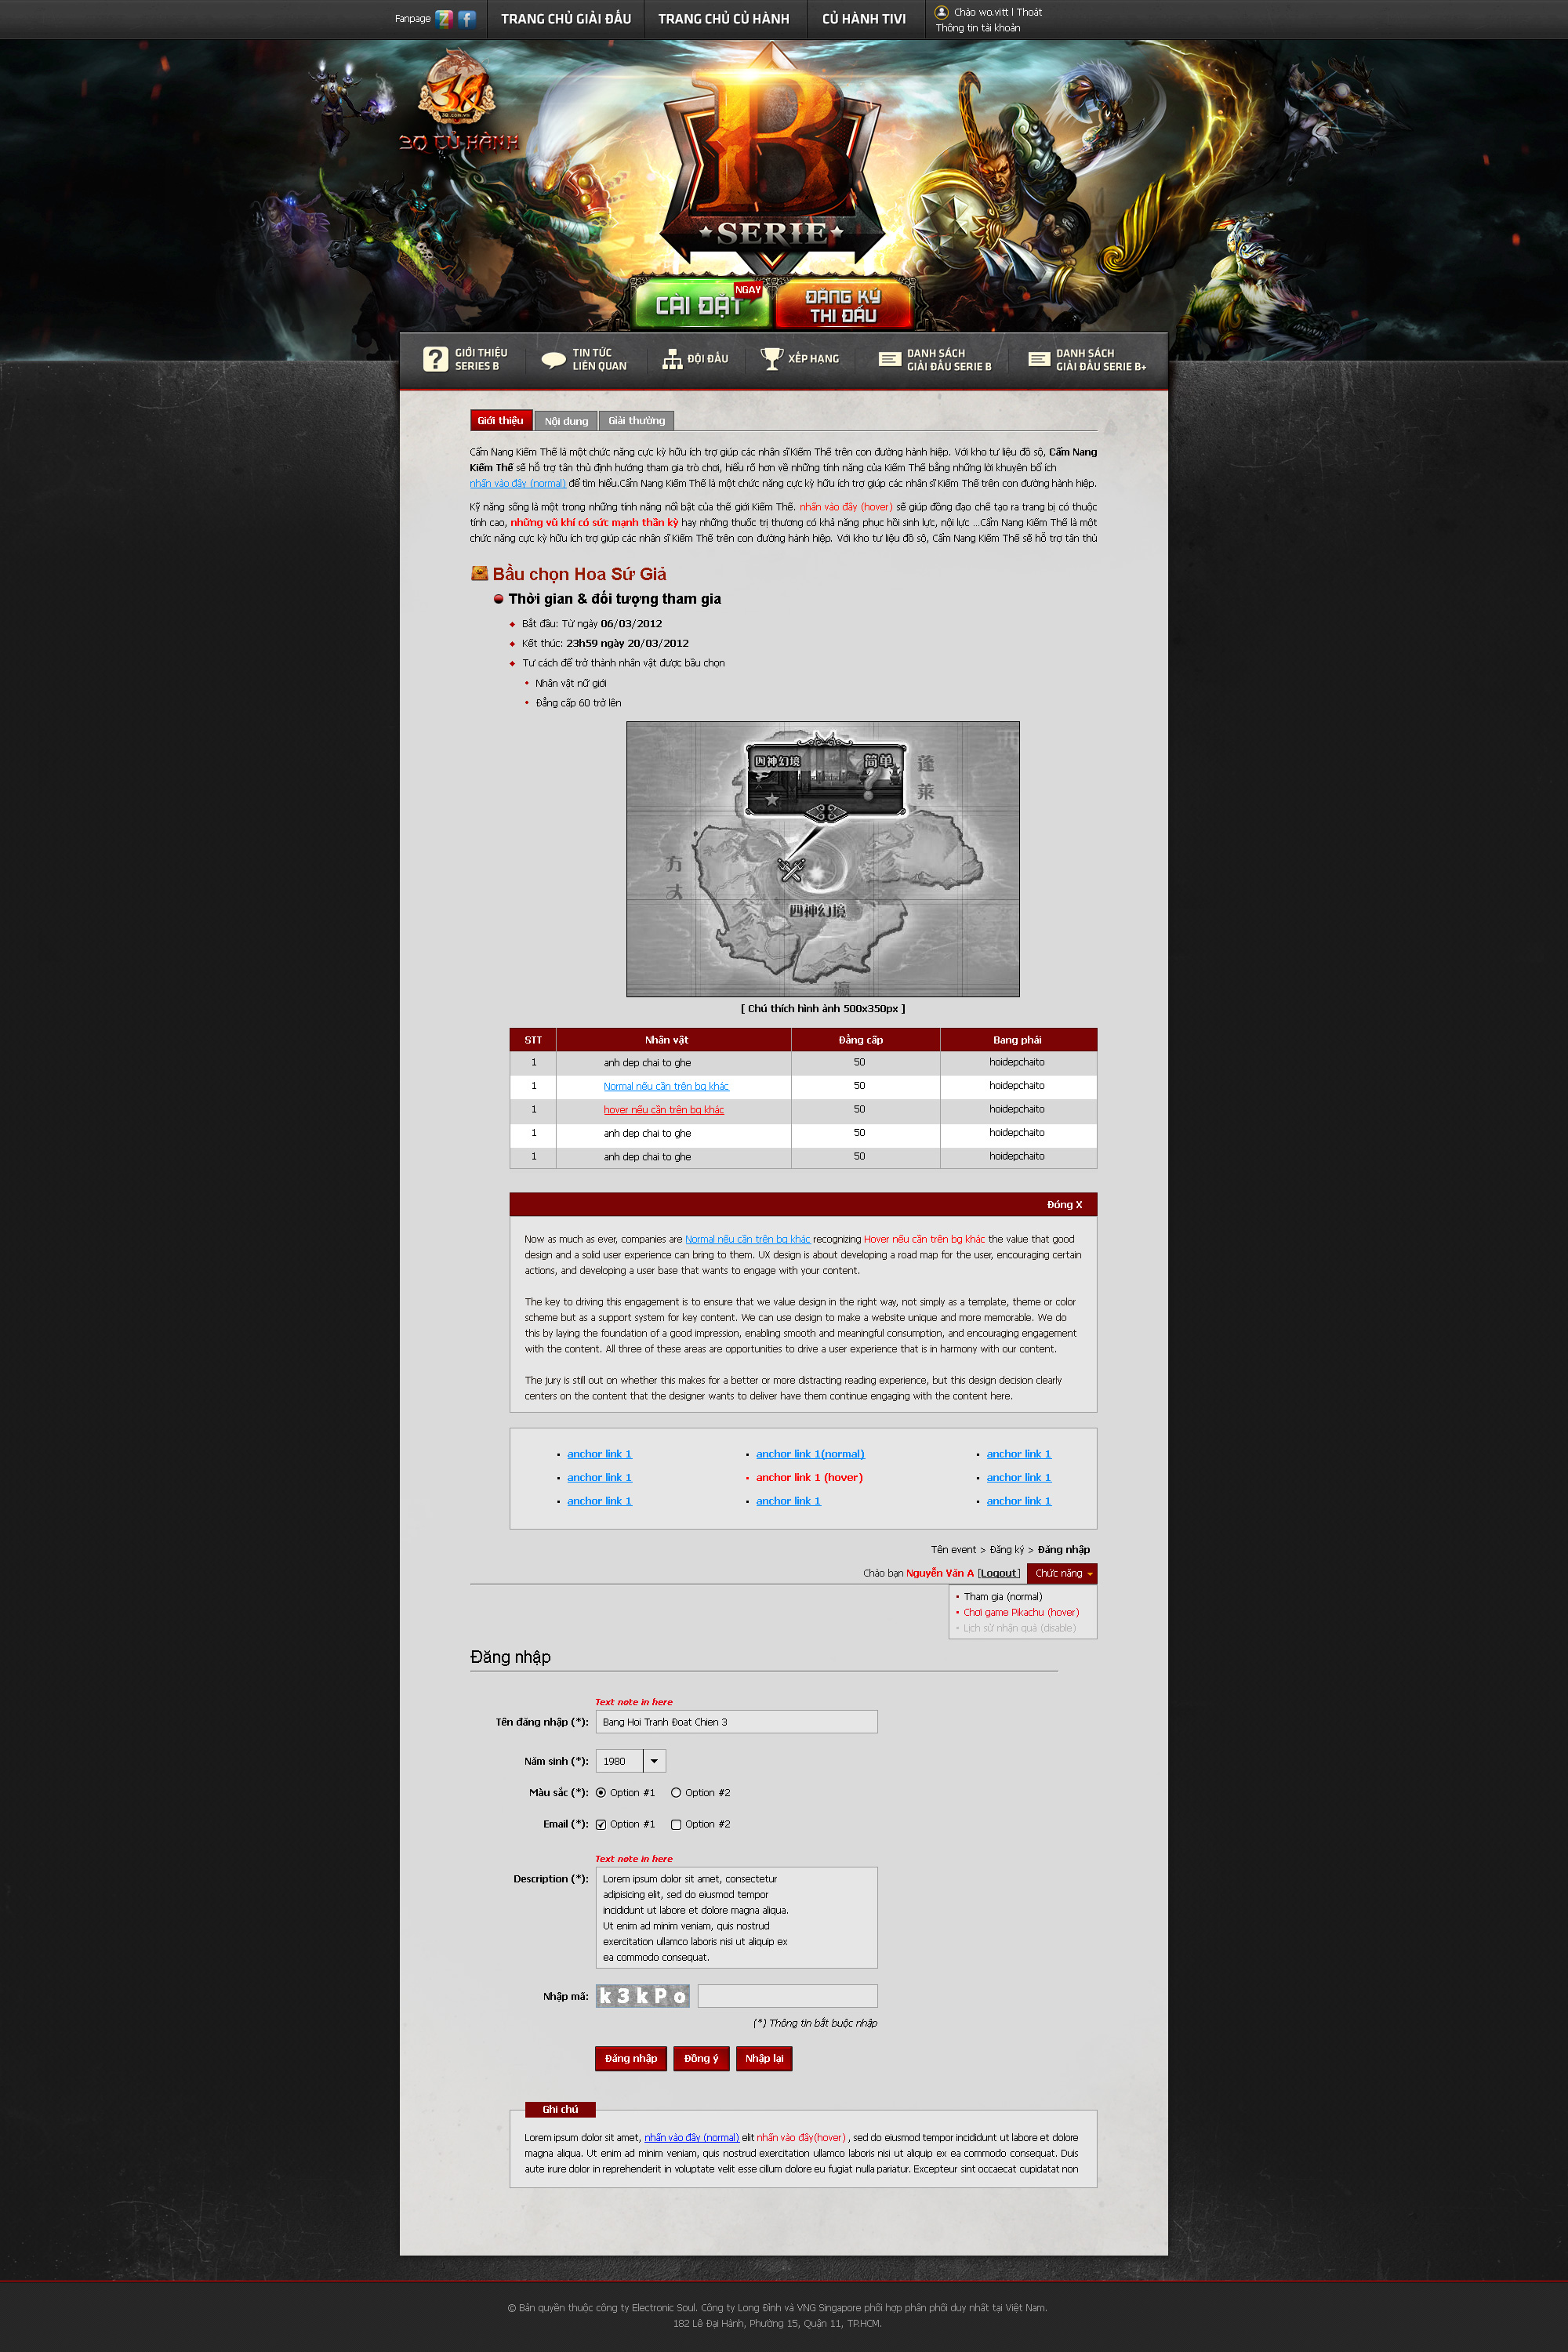 Fanpage
TRANG CHỦ GIẢI ĐẤU
TRANG CHỦ CỦ HÀNH
CỦ HÀNH TIVI
Chào wo.vitt | Thoát
Thông tin tài khoản
3Q
3Q.COM.VN
3Q CỦ HÀNH
B
SERIE
CÀI ĐẶT
NGAY
ĐĂNG KÝ
THI ĐẤU
GIỚI THIỆU
SERIES B
TIN TỨC
LIÊN QUAN
ĐỘI ĐẤU
XẾP HẠNG
DANH SÁCH
GIẢI ĐẤU SERIE B
DANH SÁCH
GIẢI ĐẤU SERIE B+
Giới thiệu
Nội dung
Giải thưởng
Cẩm Nang Kiếm Thế là một chức năng cực kỳ hữu ích trợ giúp các nhân sĩ Kiếm Thế trên con đường hành hiệp. Với kho tư liệu đồ sộ, Cẩm Nang
Kiếm Thế sẽ hỗ trợ tân thủ định hướng tham gia trò chơi, hiểu rõ hơn về những tính năng của Kiếm Thế bằng những lời khuyên bổ ích
nhấn vào đây (normal) để tìm hiểu.Cẩm Nang Kiếm Thế là một chức năng cực kỳ hữu ích trợ giúp các nhân sĩ Kiếm Thế trên con đường hành hiệp.
Kỹ năng sống là một trong những tính năng nổi bật của thế giới Kiếm Thế. nhấn vào đây (hover) sẽ giúp đông đạo chế tạo ra trang bị có thuộc
tính cao, những vũ khí có sức mạnh thần kỳ hay những thuốc trị thương có khả năng phục hồi sinh lực, nội lực ...Cẩm Nang Kiếm Thế là một
chức năng cực kỳ hữu ích trợ giúp các nhân sĩ Kiếm Thế trên con đường hành hiệp. Với kho tư liệu đồ sộ, Cẩm Nang Kiếm Thế sẽ hỗ trợ tân thủ
Bầu chọn Hoa Sứ Giả
Thời gian & đối tượng tham gia
Bắt đầu: Từ ngày 06/03/2012
Kết thúc: 23h59 ngày 20/03/2012
Tư cách để trở thành nhân vật được bầu chọn
Nhân vật nữ giới
Đẳng cấp 60 trở lên
四神幻境
简单
蓬莱
方丈
四神幻境
瀛
[ Chú thích hình ảnh 500x350px ]
STT Nhân vật Đẳng cấp Bang phái
1 anh dep chai to ghe 50 hoidepchaito
1 Normal nếu cần trên bg khác 50 hoidepchaito
1 hover nếu cần trên bg khác 50 hoidepchaito
1 anh dep chai to ghe 50 hoidepchaito
1 anh dep chai to ghe 50 hoidepchaito
Đóng X
Now as much as ever, companies are Normal nếu cần trên bg khác recognizing Hover nếu cần trên bg khác the value that good
design and a solid user experience can bring to them. UX design is about developing a road map for the user, encouraging certain
actions, and developing a user base that wants to engage with your content.
The key to driving this engagement is to ensure that we value design in the right way, not simply as a template, theme or color
scheme but as a support system for key content. We can use design to make a website unique and more memorable. We do
this by laying the foundation of a good impression, enabling smooth and meaningful consumption, and encouraging engagement
with the content. All three of these areas are opportunities to drive a user experience that is in harmony with our content.
The jury is still out on whether this makes for a better or more distracting reading experience, but this design decision clearly
centers on the content that the designer wants to deliver have them continue engaging with the content here.
anchor link 1 anchor link 1(normal) anchor link 1
anchor link 1 anchor link 1 (hover) anchor link 1
anchor link 1 anchor link 1 anchor link 1
Tên event > Đăng ký > Đăng nhập
Chào bạn Nguyễn Văn A [Logout] Chức năng
Tham gia (normal)
Chơi game Pikachu (hover)
Lịch sử nhận quà (disable)
Đăng nhập
Text note in here
Tên đăng nhập (*): Bang Hoi Tranh Đoat Chien 3
Năm sinh (*): 1980
Màu sắc (*): Option #1 Option #2
Email (*): Option #1 Option #2
Text note in here
Description (*): Lorem ipsum dolor sit amet, consectetur
adipisicing elit, sed do eiusmod tempor
incididunt ut labore et dolore magna aliqua.
Ut enim ad minim veniam, quis nostrud
exercitation ullamco laboris nisi ut aliquip ex
ea commodo consequat.
Nhập mã: k3kPo
(*) Thông tin bắt buộc nhập
Đăng nhập Đồng ý Nhập lại
Ghi chú
Lorem ipsum dolor sit amet, nhấn vào đây (normal) elit nhấn vào đây(hover) , sed do eiusmod tempor incididunt ut labore et dolore
magna aliqua. Ut enim ad minim veniam, quis nostrud exercitation ullamco laboris nisi ut aliquip ex ea commodo consequat. Duis
aute irure dolor in reprehenderit in voluptate velit esse cillum dolore eu fugiat nulla pariatur. Excepteur sint occaecat cupidatat non
© Bản quyền thuộc công ty Electronic Soul. Công ty Long Đỉnh và VNG Singapore phối hợp phân phối duy nhất tại Việt Nam.
182 Lê Đại Hành, Phường 15, Quận 11, TP.HCM.